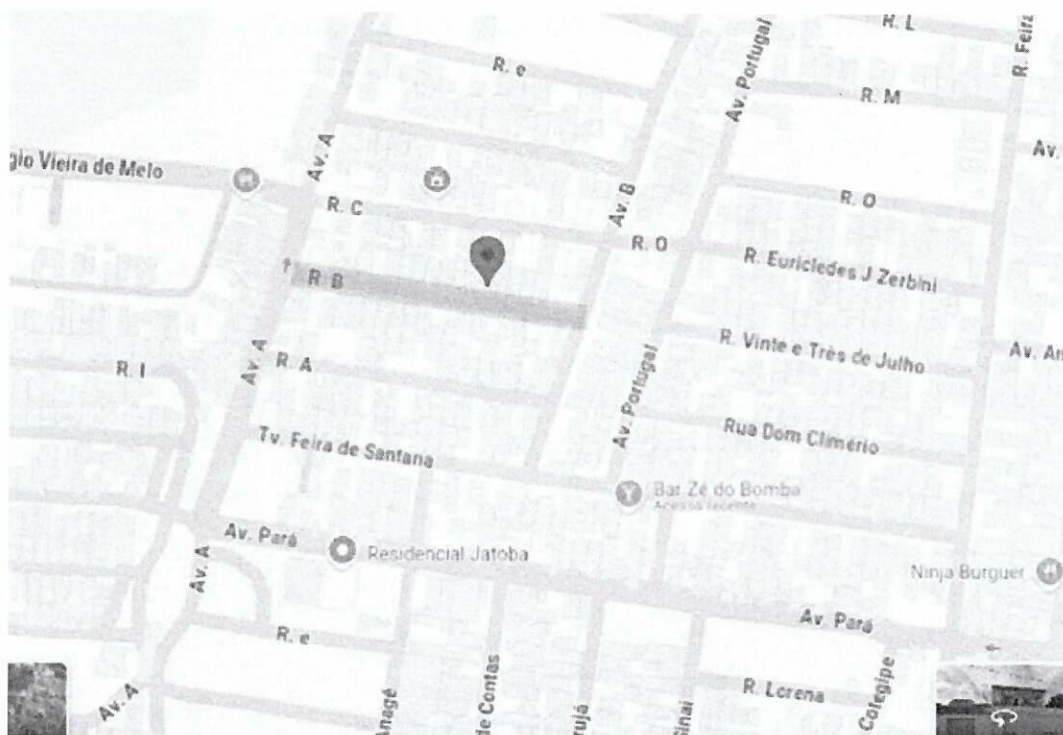 R. L
R. Feira
Av. Portugal
R. e
R. M
Av. A
Av.
gio Vieira de Melo
R. C
Av. B
R. O
R. O
R. Euricledes J Zerbini
R. B
R. Vinte e Três de Julho
Av. An
Av. A
R. A
R. I
Av. Portugal
Rua Dom Climério
Tv. Feira de Santana
Bar Zé do Bomba
Acesso recente
Av. Pará
Residencial Jatoba
Ninja Burguer
Av. A
Av. Pará
R. e
R. Lorena
Av. A
Anagé
de Contas
rujá
Sinai
Cotegipe